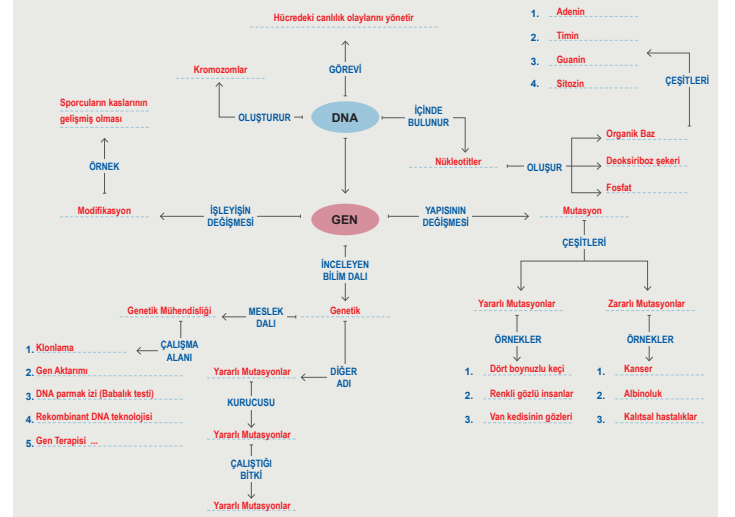 Hücredeki canlılık olaylarını yönetir
1. Adenin
2. Timin
3. Guanin
4. Sitozin
ÇEŞİTLERİ
GÖREVİ
Kromozomlar
Sporcuların kaslarının
gelişmiş olması
OLUŞTURUR
DNA
İÇİNDE
BULUNUR
Nükleotitler
OLUŞUR
Organik Baz
Deoksiriboz şekeri
Fosfat
ÖRNEK
Modifikasyon
İŞLEYİŞİN
DEĞİŞMESİ
GEN
YAPISININ
DEĞİŞMESİ
Mutasyon
ÇEŞİTLERİ
İNCELEYEN
BİLİM DALI
Genetik Mühendisliği
MESLEK
DALI
Genetik
Yararlı Mutasyonlar
Zararlı Mutasyonlar
ÇALIŞMA
ALANI
1. Klonlama
2. Gen Aktarımı
3. DNA parmak izi (Babalık testi)
4. Rekombinant DNA teknolojisi
5. Gen Terapisi ...
DİĞER
ADI
Yararlı Mutasyonlar
KURUCUSU
Yararlı Mutasyonlar
ÇALIŞTIĞI
BİTKİ
Yararlı Mutasyonlar
ÖRNEKLER
1. Dört boynuzlu keçi
2. Renkli gözlü insanlar
3. Van kedisinin gözleri
ÖRNEKLER
1. Kanser
2. Albinoluk
3. Kalıtsal hastalıklar